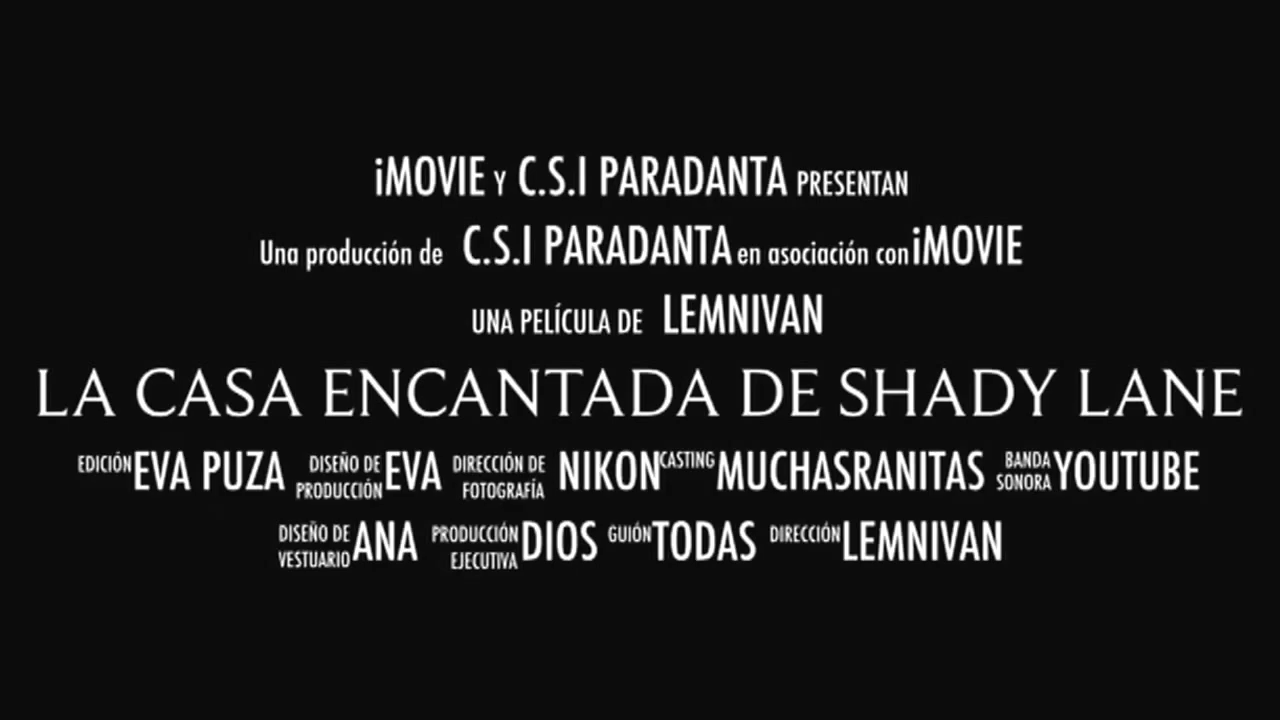 iMOVIE Y C.S.I PARADANTA PRESENTAN
Una producción de C.S.I PARADANTA en asociación con iMOVIE
UNA PELÍCULA DE LEMNIVAN
LA CASA ENCANTADA DE SHADY LANE
EDICIÓN EVA PUZA DISEÑO DE PRODUCCIÓN EVA DIRECCIÓN DE FOTOGRAFÍA NIKON CASTING MUCHASRANITAS BANDA SONORA YOUTUBE
DISEÑO DE VESTUARIO ANA PRODUCCIÓN EJECUTIVA DIOS GUIÓN TODAS DIRECCIÓN LEMNIVAN